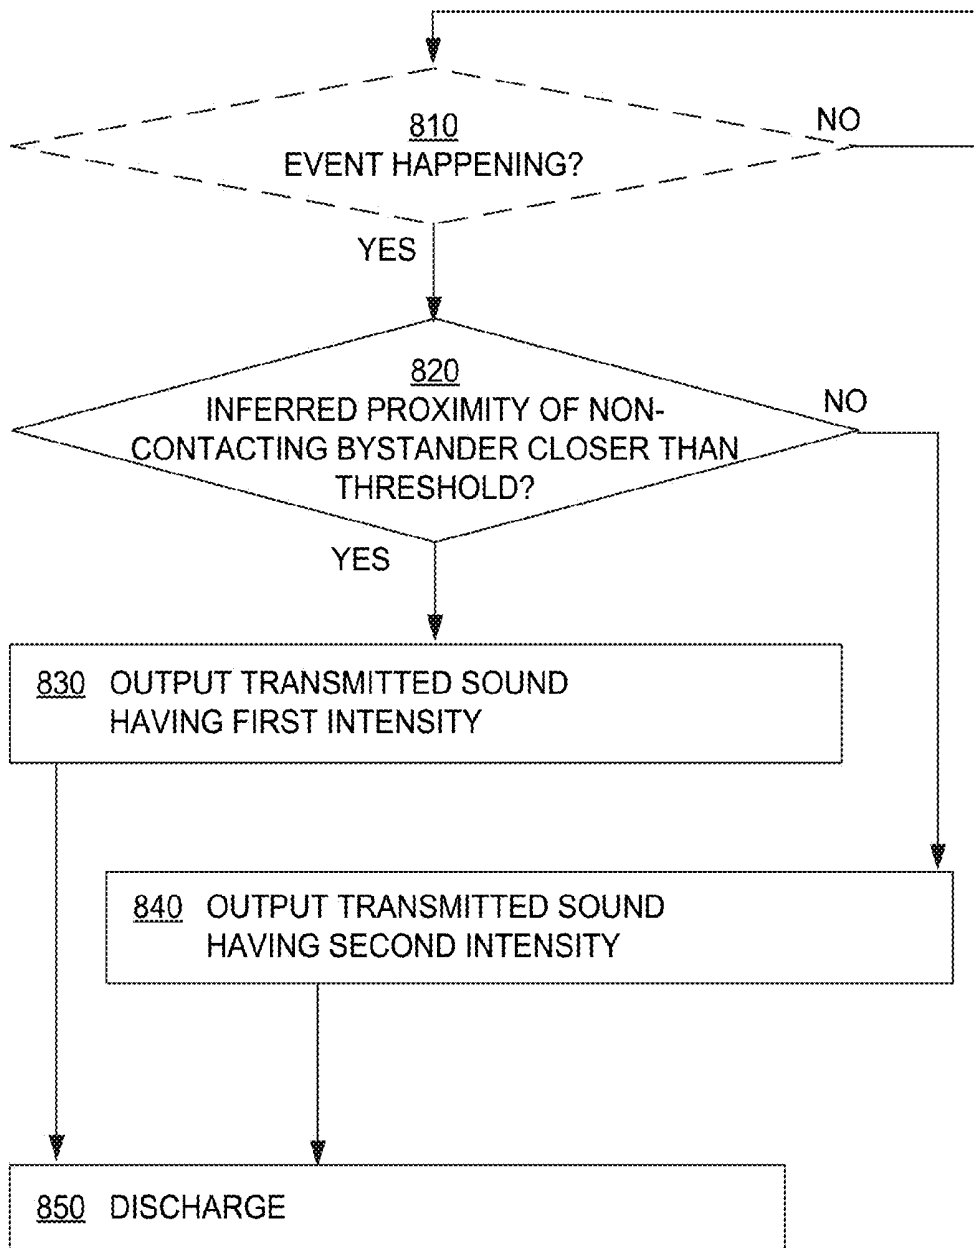 810
EVENT HAPPENING?
NO
YES
820
INFERRED PROXIMITY OF NON-
CONTACTING BYSTANDER CLOSER THAN
THRESHOLD?
NO
YES
830 OUTPUT TRANSMITTED SOUND
HAVING FIRST INTENSITY
840 OUTPUT TRANSMITTED SOUND
HAVING SECOND INTENSITY
850 DISCHARGE